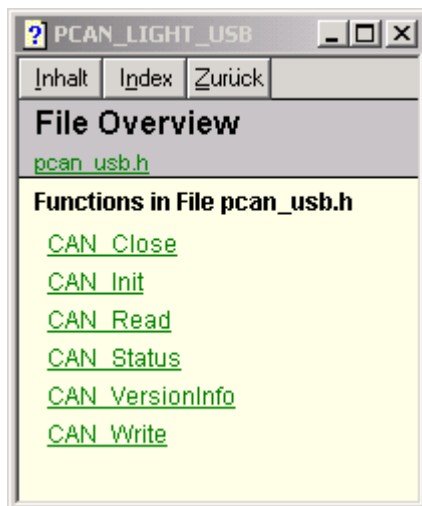 PCAN_LIGHT_USB
Inhalt Index Zurück
File Overview
pcan_usb.h
Functions in File pcan_usb.h
CAN_Close
CAN_Init
CAN_Read
CAN_Status
CAN_VersionInfo
CAN_Write